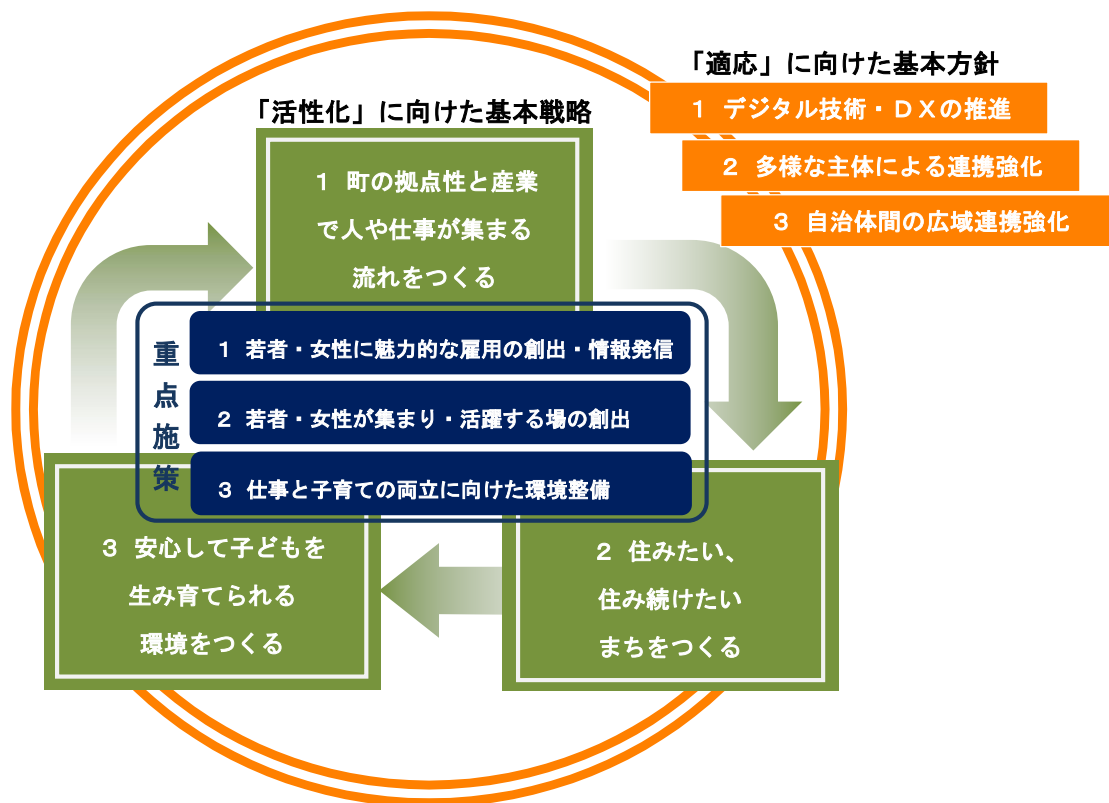 「適応」に向けた基本方針
1 デジタル技術・DXの推進
2 多様な主体による連携強化
3 自治体間の広域連携強化
「活性化」に向けた基本戦略
1 町の拠点性と産業
で人や仕事が集まる
流れをつくる
重点施策
1 若者・女性に魅力的な雇用の創出・情報発信
2 若者・女性が集まり・活躍する場の創出
3 仕事と子育ての両立に向けた環境整備
2 住みたい、
住み続けたい
まちをつくる
3 安心して子どもを
生み育てられる
環境をつくる